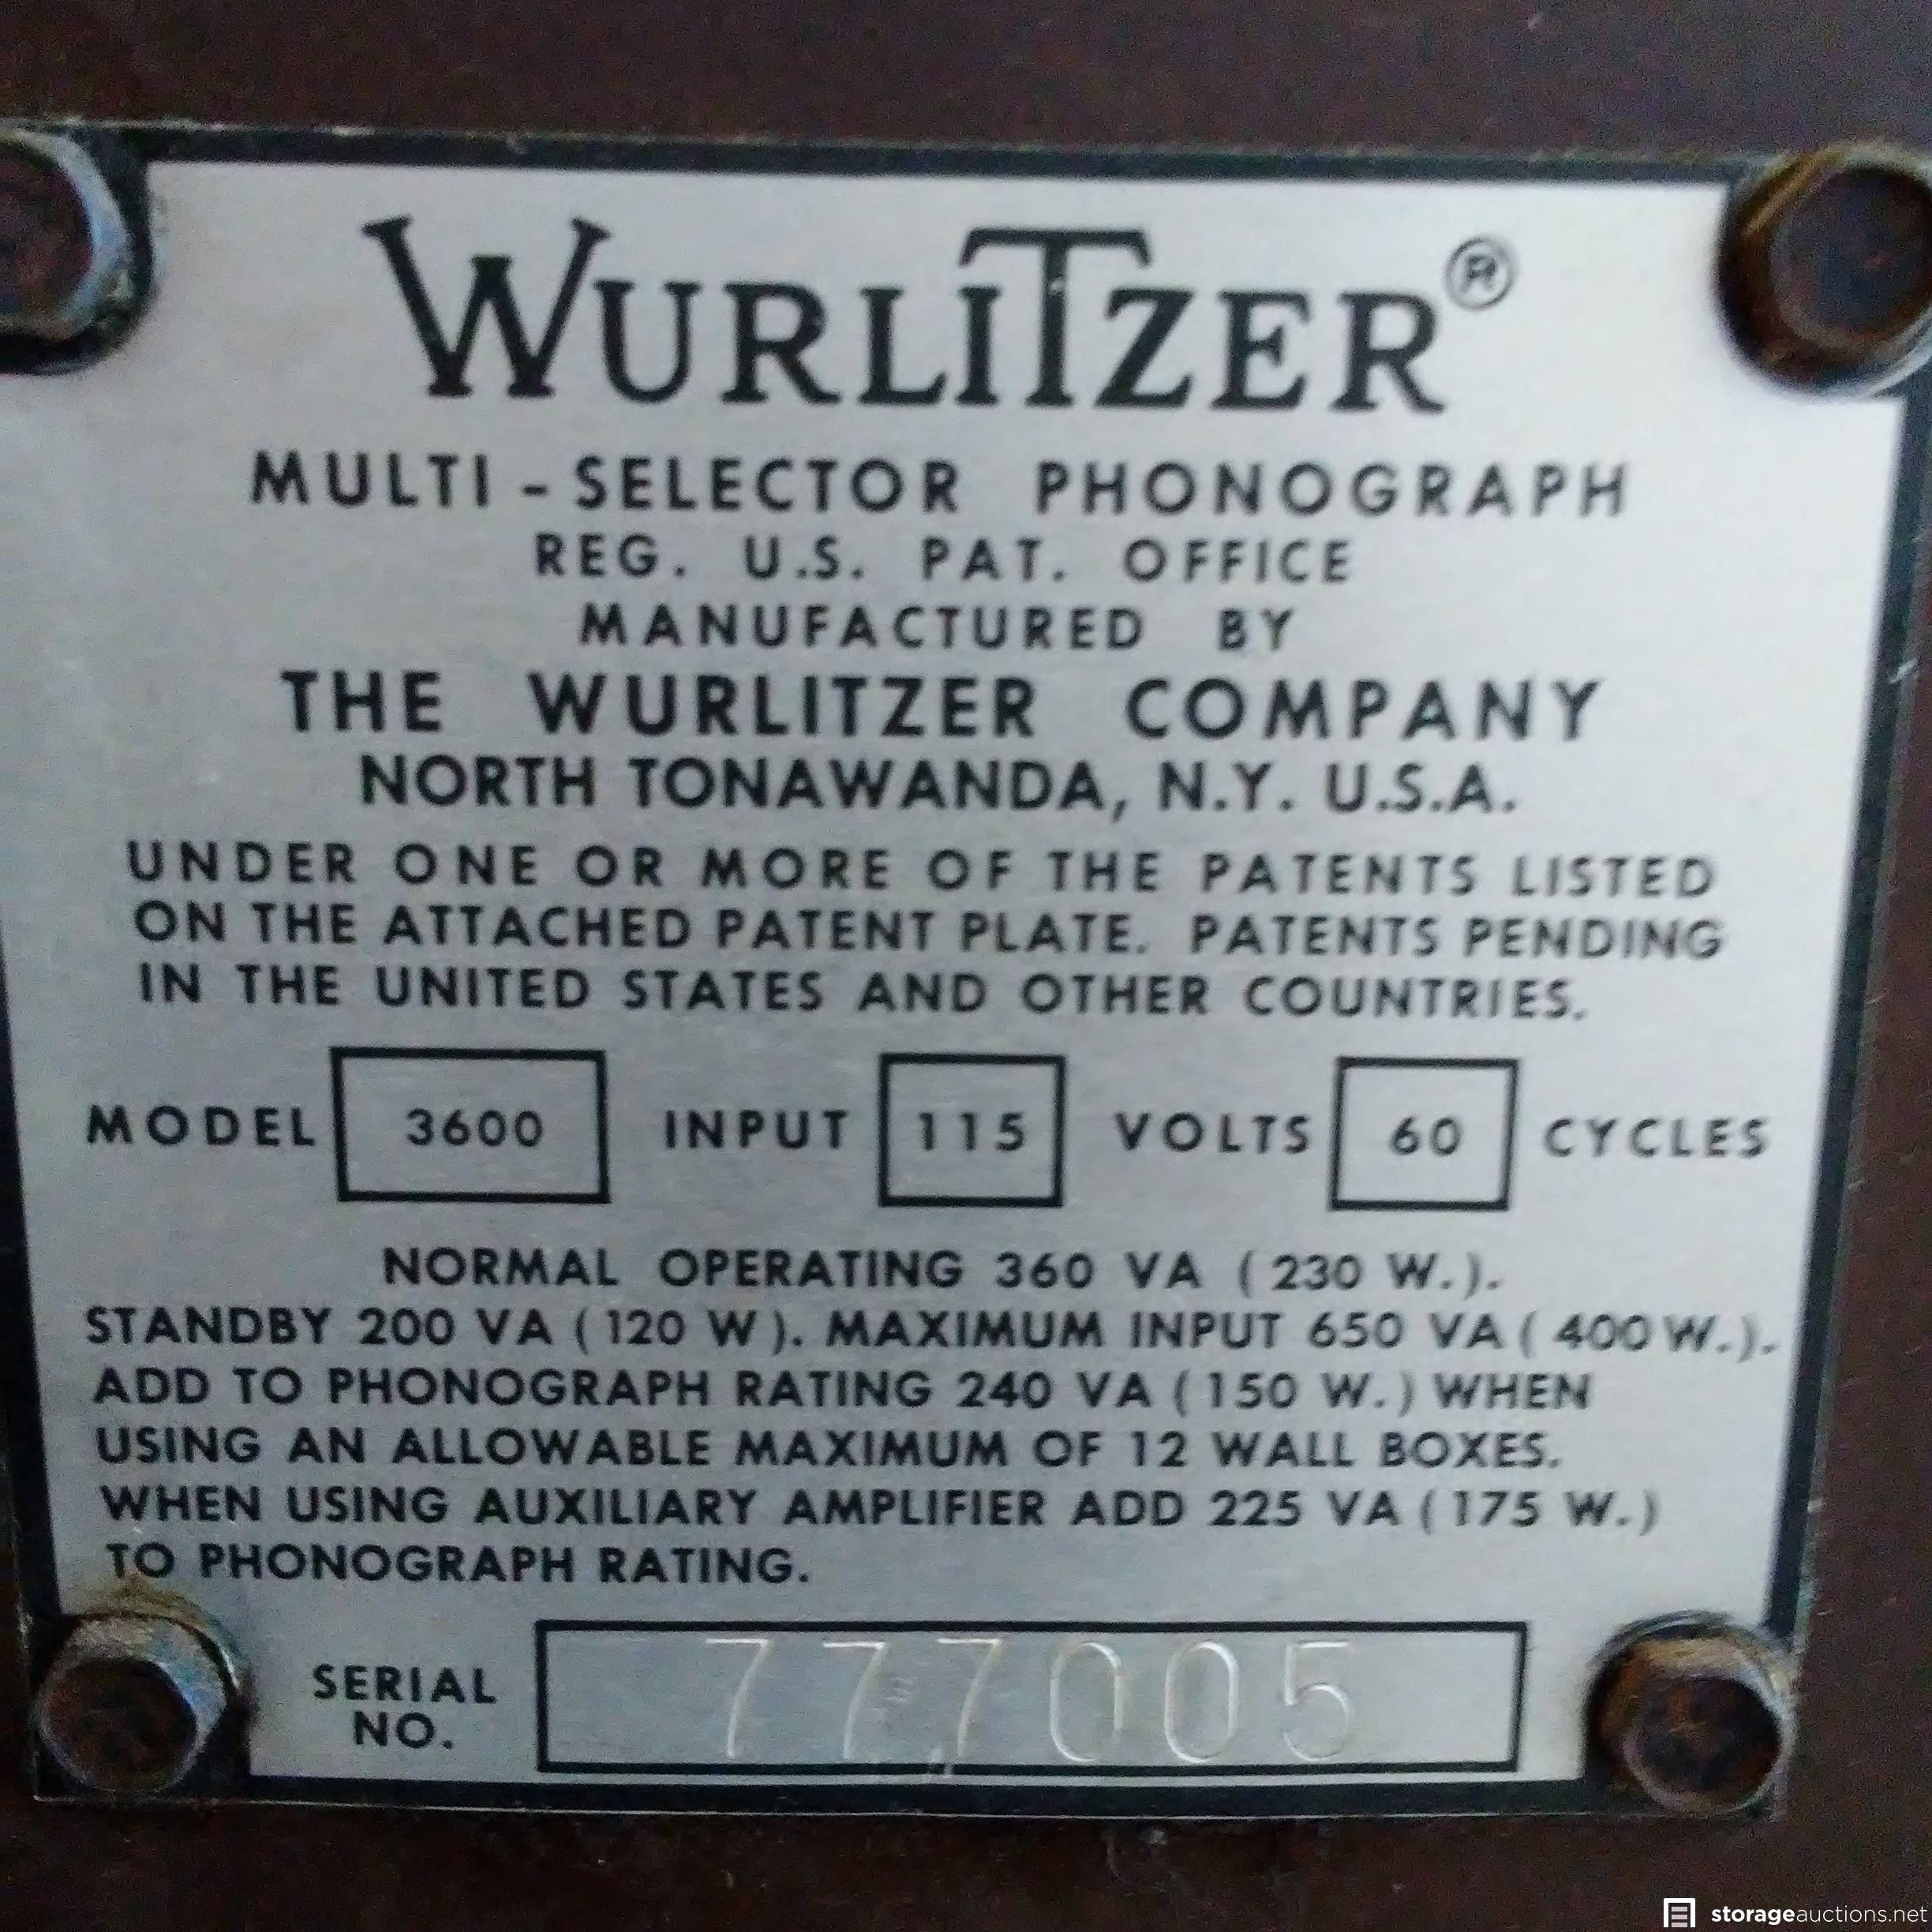 WURLITZER®
MULTI-SELECTOR PHONOGRAPH
REG. U.S. PAT. OFFICE
MANUFACTURED BY
THE WURLITZER COMPANY
NORTH TONAWANDA, N.Y. U.S.A.
UNDER ONE OR MORE OF THE PATENTS LISTED
ON THE ATTACHED PATENT PLATE. PATENTS PENDING
IN THE UNITED STATES AND OTHER COUNTRIES.
MODEL 3600 INPUT 115 VOLTS 60 CYCLES
NORMAL OPERATING 360 VA (230 W.).
STANDBY 200 VA (120 W). MAXIMUM INPUT 650 VA (400 W.).
ADD TO PHONOGRAPH RATING 240 VA (150 W.) WHEN
USING AN ALLOWABLE MAXIMUM OF 12 WALL BOXES.
WHEN USING AUXILIARY AMPLIFIER ADD 225 VA (175 W.)
TO PHONOGRAPH RATING.
SERIAL
NO.
777005
storageauctions.net